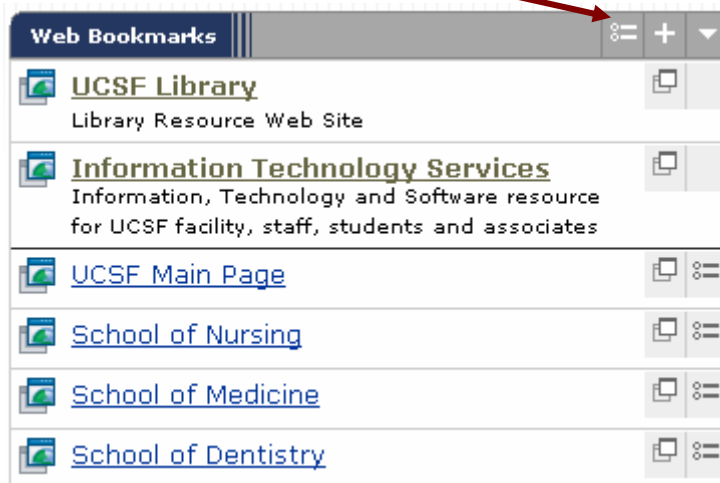 Web Bookmarks
UCSF Library
Library Resource Web Site
Information Technology Services
Information, Technology and Software resource
for UCSF facility, staff, students and associates
UCSF Main Page
School of Nursing
School of Medicine
School of Dentistry